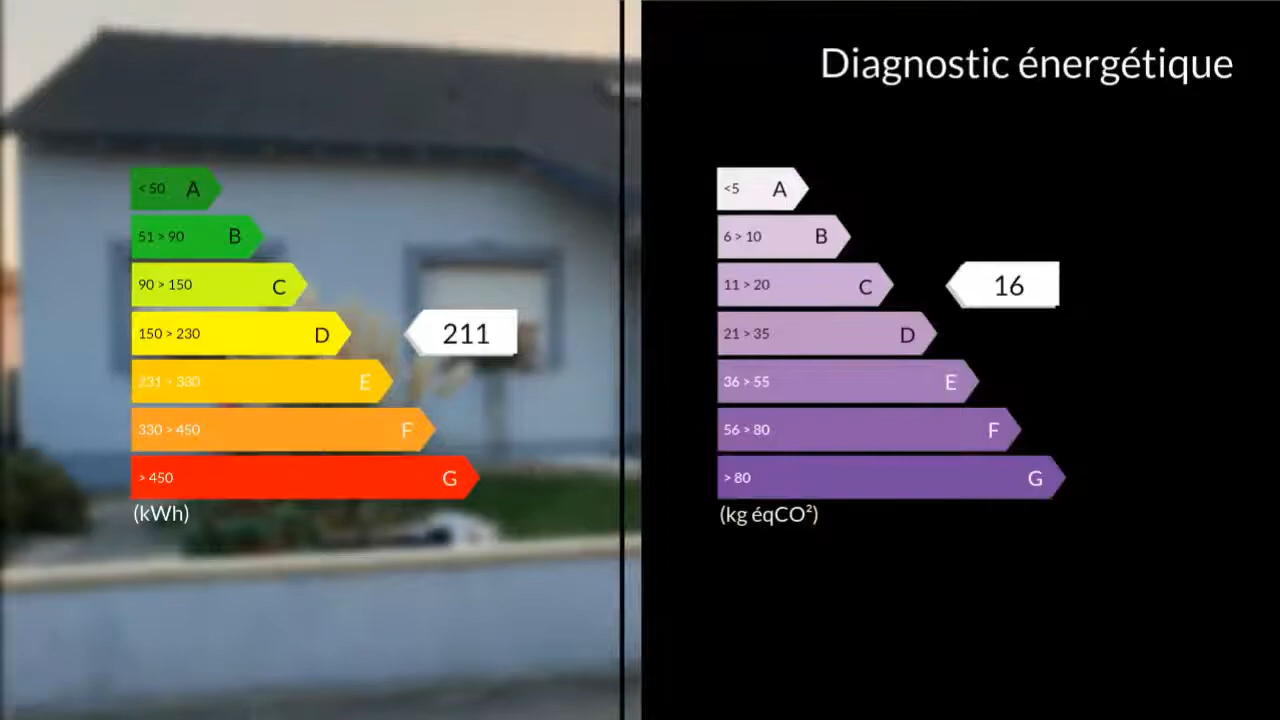 Diagnostic énergétique
< 50 A
51 > 90 B
90 > 150 C
150 > 230 D
211
231 > 330 E
330 > 450 F
> 450 G
(kWh)
<5 A
6 > 10 B
11 > 20 C
16
21 > 35 D
36 > 55 E
56 > 80 F
> 80 G
(kg éqCO²)